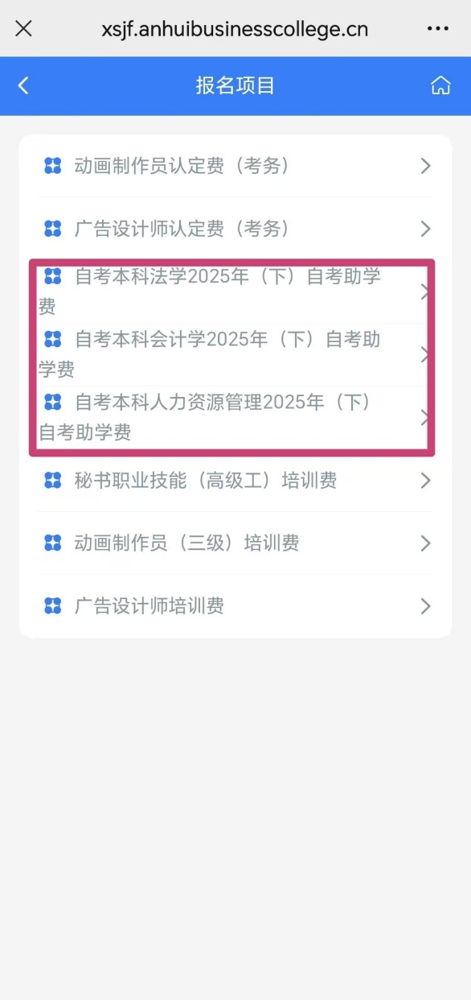 xsjf.anhuibusinesscollege.cn
报名项目
动画制作员认定费（考务）
广告设计师认定费（考务）
自考本科法学2025年（下）自考助学
费
自考本科会计学2025年（下）自考助
学费
自考本科人力资源管理2025年（下）
自考助学费
秘书职业技能（高级工）培训费
动画制作员（三级）培训费
广告设计师培训费